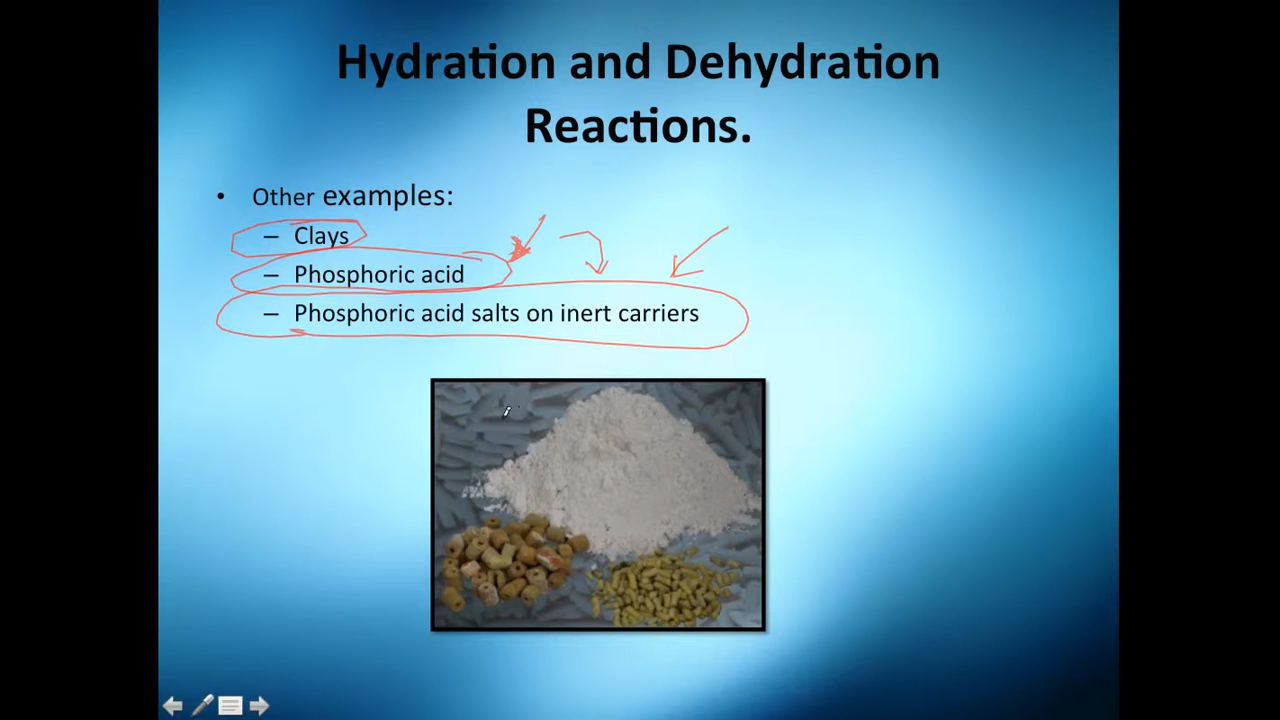 Hydration and Dehydration
Reactions.
• Other examples:
– Clays
– Phosphoric acid
– Phosphoric acid salts on inert carriers